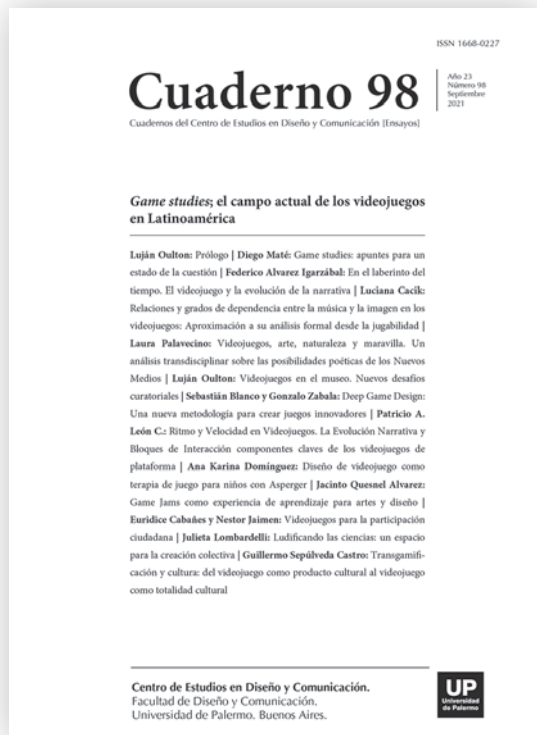 ISSN 1668-0227
Cuaderno 98
Año 23
Número 98
Septiembre
2021
Cuadernos del Centro de Estudios en Diseño y Comunicación [Ensayos]
Game studies; el campo actual de los videojuegos
en Latinoamérica
Luján Oulton: Prólogo | Diego Maté: Game studies: apuntes para un
estado de la cuestión | Federico Alvarez Igarzábal: En el laberinto del
tiempo. El videojuego y la evolución de la narrativa | Luciana Cacik:
Relaciones y grados de dependencia entre la música y la imagen en los
videojuegos: Aproximación a su análisis formal desde la jugabilidad |
Laura Palavecino: Videojuegos, arte, naturaleza y maravilla. Un
análisis transdisciplinar sobre las posibilidades poéticas de los Nuevos
Medios | Luján Oulton: Videojuegos en el museo. Nuevos desafíos
curatoriales | Sebastián Blanco y Gonzalo Zabala: Deep Game Design:
Una nueva metodología para crear juegos innovadores | Patricio A.
León C.: Ritmo y Velocidad en Videojuegos. La Evolución Narrativa y
Bloques de Interacción componentes claves de los videojuegos de
plataforma | Ana Karina Domínguez: Diseño de videojuego como
terapia de juego para niños con Asperger | Jacinto Quesnel Alvarez:
Game Jams como experiencia de aprendizaje para artes y diseño |
Eurídice Cabañes y Nestor Jaimen: Videojuegos para la participación
ciudadana | Julieta Lombardelli: Ludificando las ciencias: un espacio
para la creación colectiva | Guillermo Sepúlveda Castro: Transgamifi-
cación y cultura: del videojuego como producto cultural al videojuego
como totalidad cultural
Centro de Estudios en Diseño y Comunicación.
Facultad de Diseño y Comunicación.
Universidad de Palermo. Buenos Aires.
UP
Universidad
de Palermo